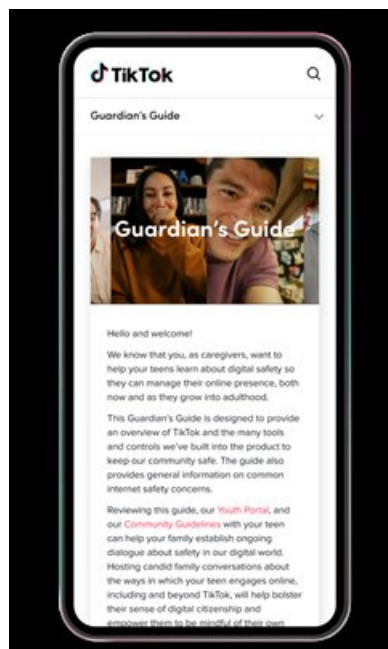 TikTok
Guardian's Guide
Guardian's Guide
Hello and welcome!
We know that you, as caregivers, want to
help your teens learn about digital safety so
they can manage their online presence, both
now and as they grow into adulthood.
This Guardian's Guide is designed to provide
an overview of TikTok and the many tools
and controls we've built into the product to
keep our community safe. The guide also
provides general information on common
internet safety concerns.
Reviewing this guide, our Youth Portal, and
our Community Guidelines with your teen
can help your family establish ongoing
dialogue about safety in our digital world.
Hosting candid family conversations about
the ways in which your teen engages online,
including and beyond TikTok, will help bolster
their sense of digital citizenship and
empower them to be mindful of their own